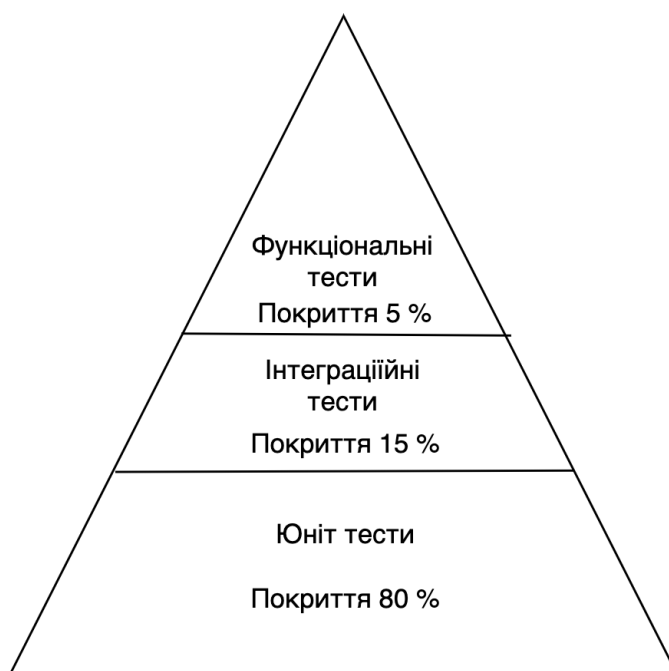 Функціональні
тести
Покриття 5 %
Інтеграціїйні
тести
Покриття 15 %
Юніт тести
Покриття 80 %